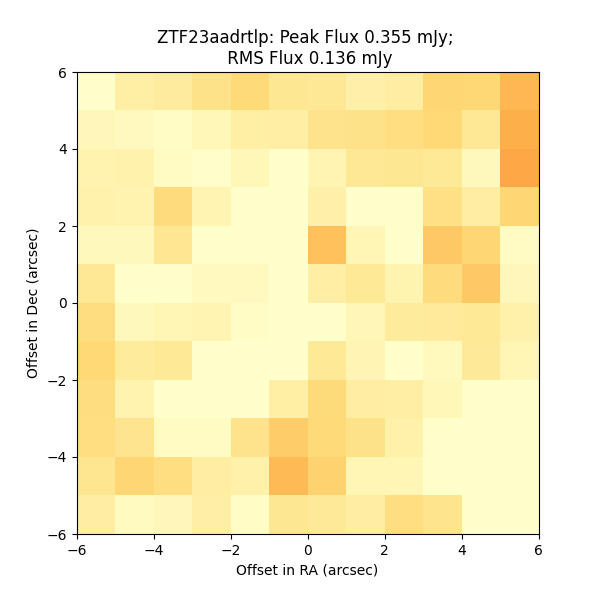 ZTF23aadrtlp: Peak Flux 0.355 mJy;
RMS Flux 0.136 mJy
6
4
2
0
−2
−4
−6
Offset in Dec (arcsec)
−6 −4 −2 0 2 4 6
Offset in RA (arcsec)